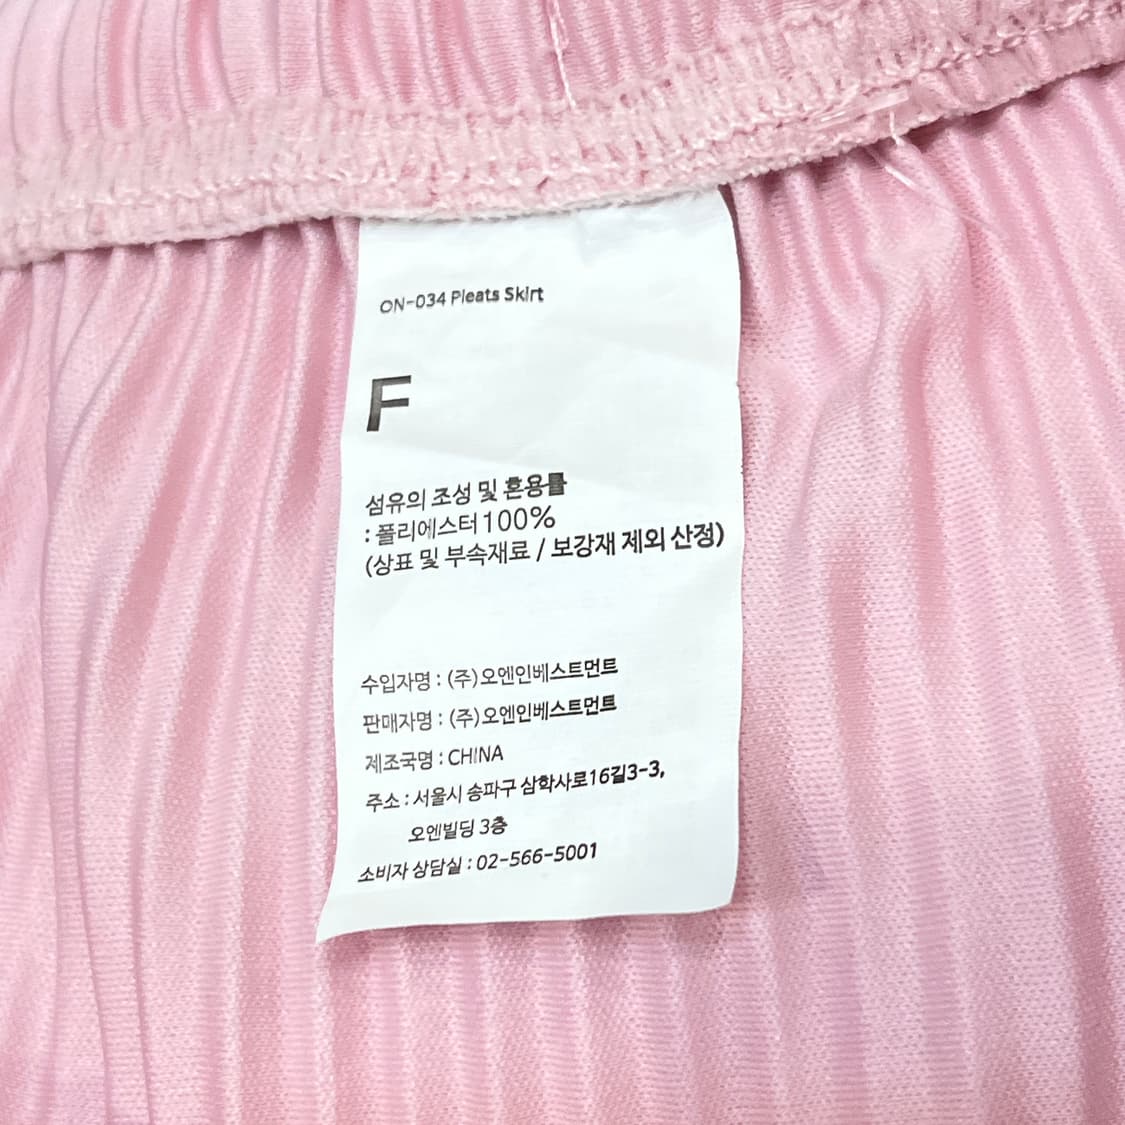 ON-034 Pleats Skirt
F
섬유의 조성 및 혼용률
: 폴리에스터 100%
(상표 및 부속재료 / 보강재 제외 산정)
수입자명 : (주)오엔인베스트먼트
판매자명 : (주)오엔인베스트먼트
제조국명 : CHINA
주소 : 서울시 송파구 삼학사로16길3-3,
오엔빌딩 3층
소비자 상담실 : 02-566-5001